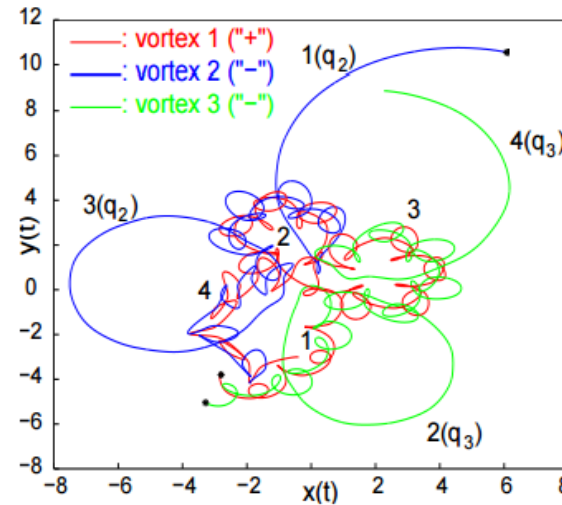 12
10
8
6
4
2
0
−2
−4
−6
−8
y(t)
—: vortex 1 ("+")
—: vortex 2 ("−")
—: vortex 3 ("−")
1(q₂)
4(q₃)
3(q₂)
3
2
4
1
2(q₃)
−8 −6 −4 −2 0 2 4 6 8
x(t)